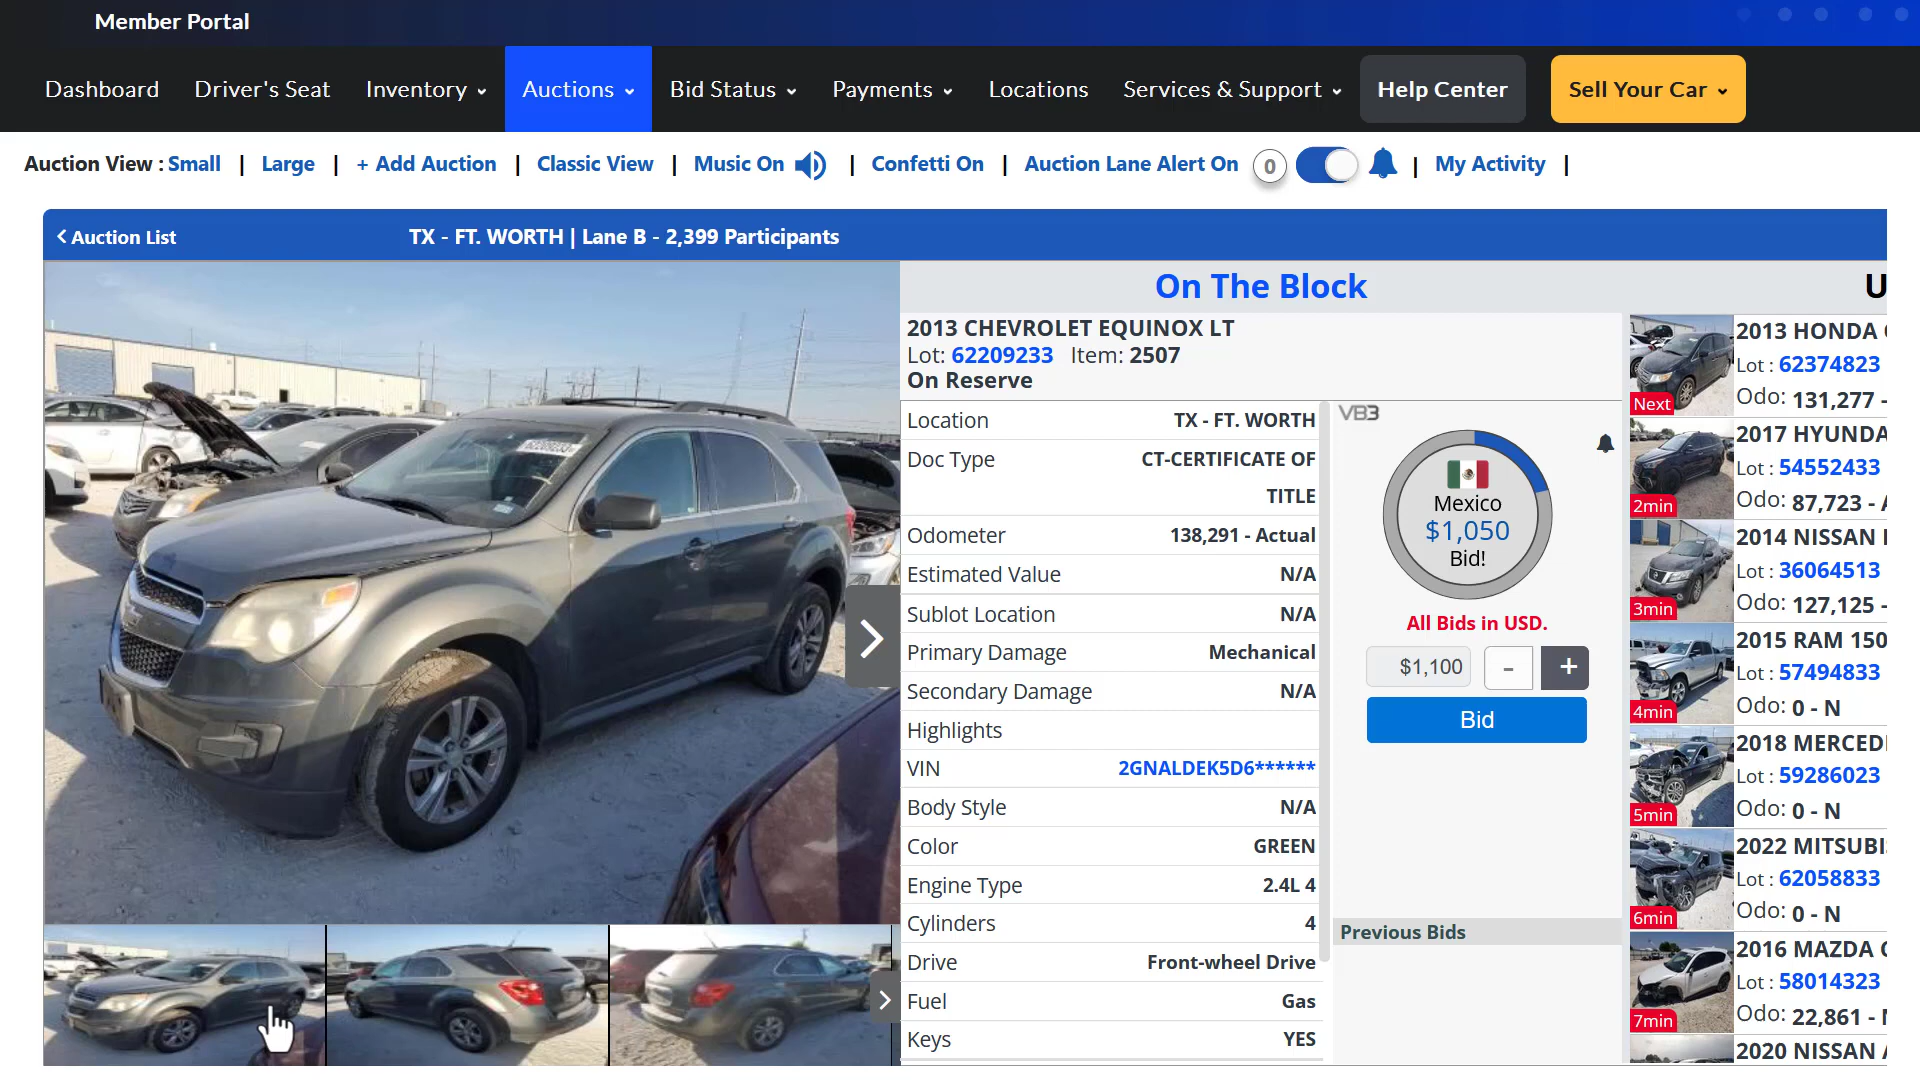 Member Portal
Dashboard Driver's Seat Inventory Auctions Bid Status Payments Locations Services & Support Help Center Sell Your Car
Auction View : Small | Large | + Add Auction | Classic View | Music On | Confetti On | Auction Lane Alert On 0 | My Activity |
Auction List TX - FT. WORTH | Lane B - 2,399 Participants
On The Block
U
2013 CHEVROLET EQUINOX LT
Lot: 62209233 Item: 2507
On Reserve
Location TX - FT. WORTH
Doc Type CT-CERTIFICATE OF
TITLE
Odometer 138,291 - Actual
Estimated Value N/A
Sublot Location N/A
Primary Damage Mechanical
Secondary Damage N/A
Highlights
VIN 2GNALDEK5D6******
Body Style N/A
Color GREEN
Engine Type 2.4L 4
Cylinders 4
Drive Front-wheel Drive
Fuel Gas
Keys YES
VB3
Mexico
$1,050
Bid!
All Bids in USD.
$1,100 - +
Bid
Previous Bids
2013 HONDA
Lot : 62374823
Odo: 131,277 -
Next
2017 HYUNDA
Lot : 54552433
Odo: 87,723 - A
2min
2014 NISSAN
Lot : 36064513
Odo: 127,125 -
3min
2015 RAM 150
Lot : 57494833
Odo: 0 - N
4min
2018 MERCED
Lot : 59286023
Odo: 0 - N
5min
2022 MITSUBI
Lot : 62058833
Odo: 0 - N
6min
2016 MAZDA C
Lot : 58014323
Odo: 22,861 - N
7min
2020 NISSAN A
62209233